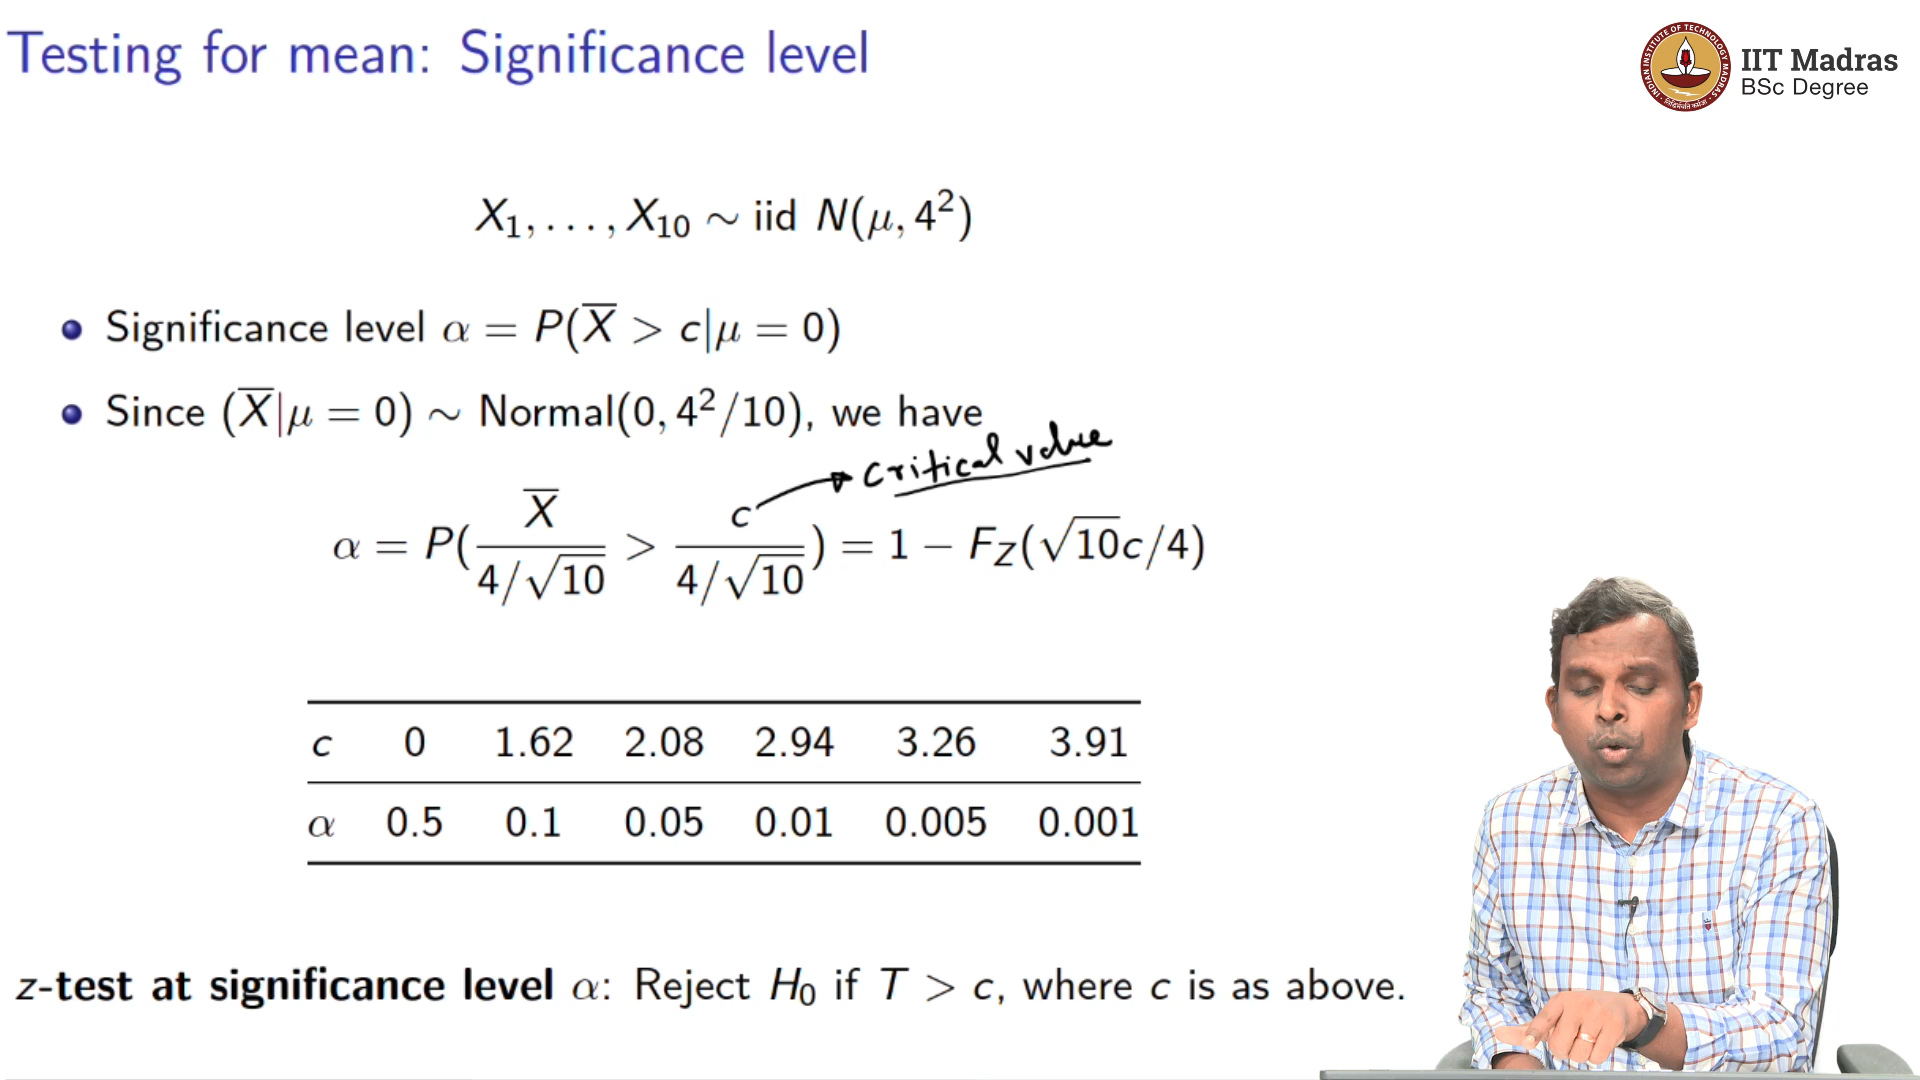 Testing for mean: Significance level
IIT Madras
BSc Degree
X₁, . . . , X₁₀ ∼ iid N(μ, 4²)
Significance level α = P(X̅ > c|μ = 0)
Since (X̅|μ = 0) ∼ Normal(0, 4²/10), we have
critical value
α = P(X̅/(4/√10) > c/(4/√10)) = 1 − F_Z(√10c/4)
c 0 1.62 2.08 2.94 3.26 3.91
α 0.5 0.1 0.05 0.01 0.005 0.001
z-test at significance level α: Reject H₀ if T > c, where c is as above.